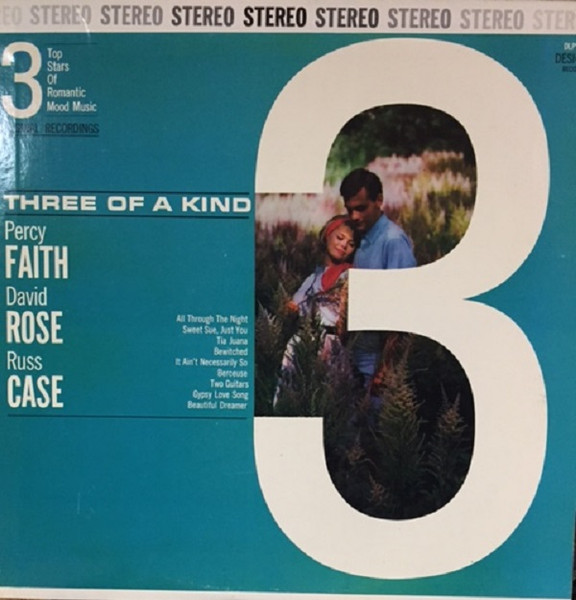 STEREO STEREO STEREO STEREO STEREO STEREO STEREO
3
Top
Stars
Of
Romantic
Mood Music
RECORDINGS
THREE OF A KIND
Percy
FAITH
David
ROSE
Russ
CASE
All Through The Night
Sweet Sue, Just You
Tia Juana
Bewitched
It Ain't Necessarily So
Berceuse
Two Guitars
Gypsy Love Song
Beautiful Dreamer
3
DLP